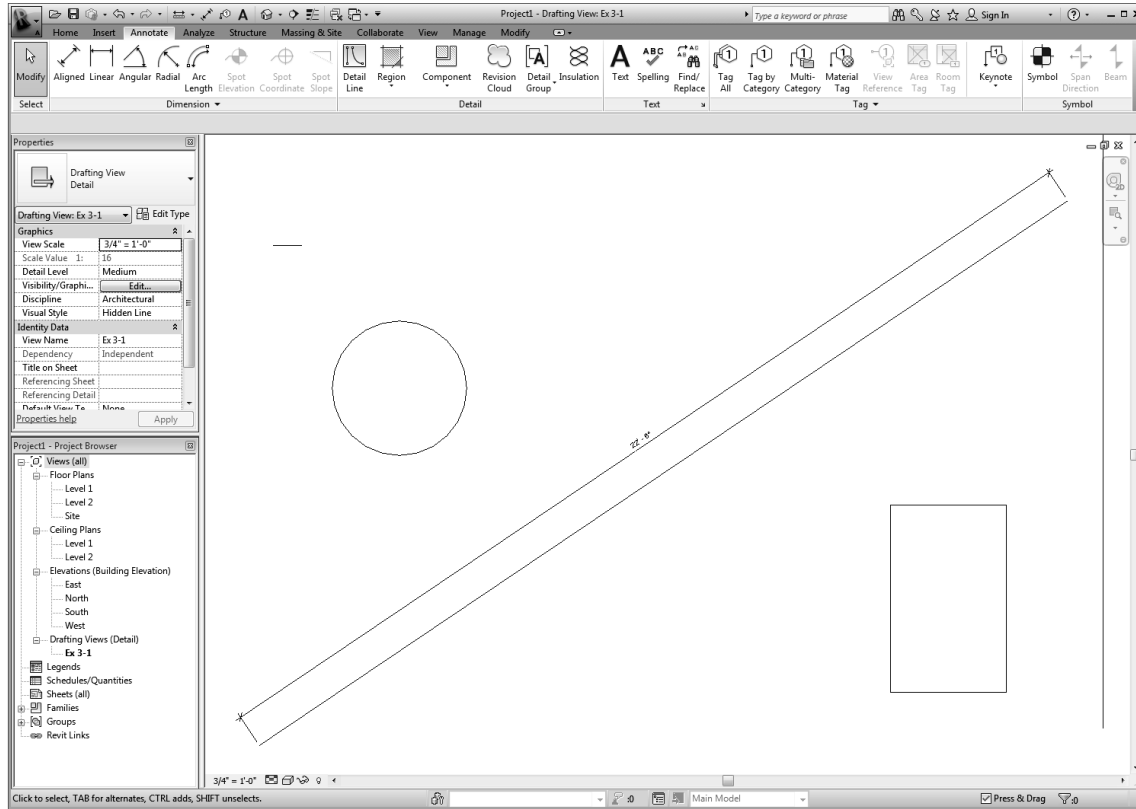 Project1 - Drafting View: Ex 3-1
Type a keyword or phrase
Sign In
Home Insert Annotate Analyze Structure Massing & Site Collaborate View Manage Modify
Modify Aligned Linear Angular Radial Arc Length Spot Elevation Spot Coordinate Spot Slope Detail Line Region Component Revision Cloud Detail Group Insulation Text Spelling Find/Replace Tag All Tag by Category Multi-Category Material Tag View Reference Area Tag Room Tag Keynote Symbol Span Direction Beam
Select Dimension Detail Text Tag Symbol
Properties
Drafting View
Detail
Drafting View: Ex 3-1 Edit Type
Graphics
View Scale 3/4" = 1'-0"
Scale Value 1: 16
Detail Level Medium
Visibility/Graphi... Edit...
Discipline Architectural
Visual Style Hidden Line
Identity Data
View Name Ex 3-1
Dependency Independent
Title on Sheet
Referencing Sheet
Referencing Detail
Default View Te... None
Properties help Apply
Project1 - Project Browser
Views (all)
Floor Plans
Level 1
Level 2
Site
Ceiling Plans
Level 1
Level 2
Elevations (Building Elevation)
East
North
South
West
Drafting Views (Detail)
Ex 3-1
Legends
Schedules/Quantities
Sheets (all)
Families
Groups
Revit Links
22' - 6"
2D
3/4" = 1'-0"
Click to select, TAB for alternates, CTRL adds, SHIFT unselects.
:0 Main Model Press & Drag :0